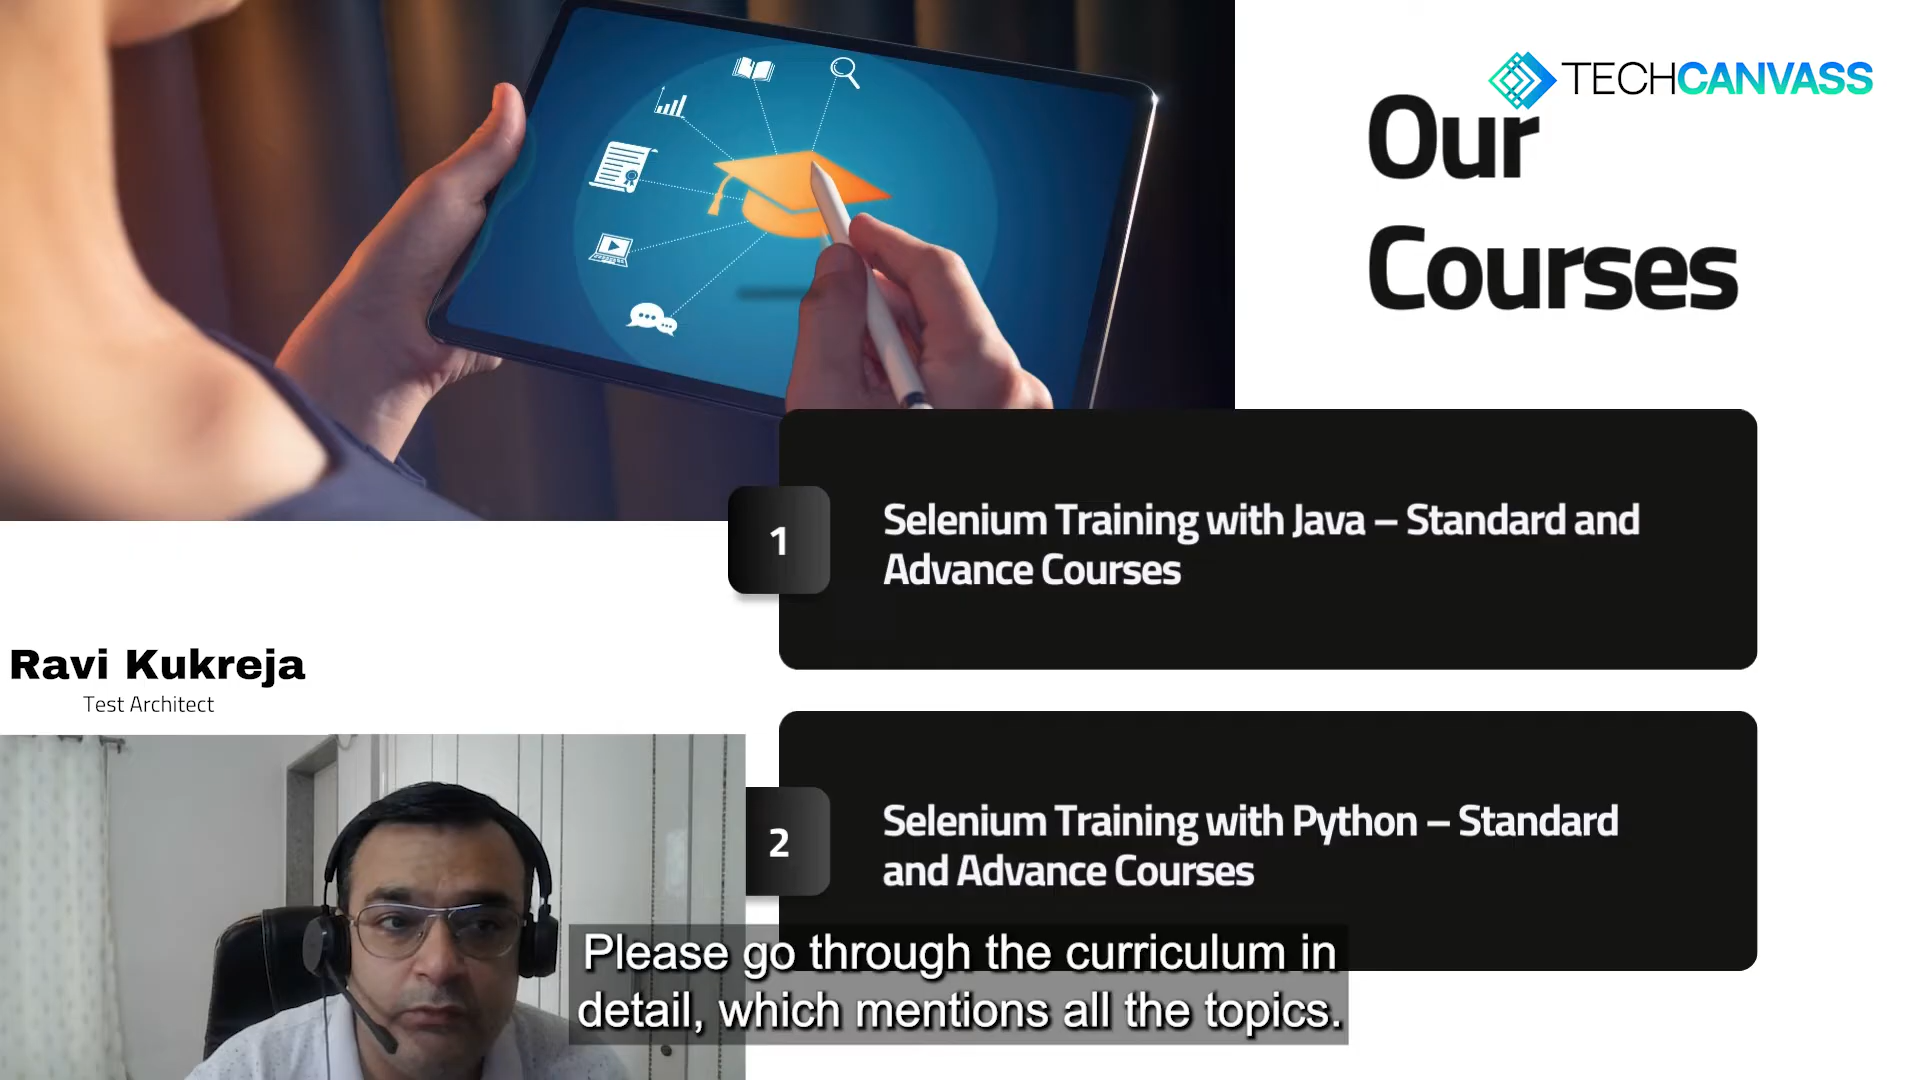 TECHCANVASS
Our
Courses
1
Selenium Training with Java – Standard and
Advance Courses
Ravi Kukreja
Test Architect
2
Selenium Training with Python – Standard
and Advance Courses
Please go through the curriculum in
detail, which mentions all the topics.